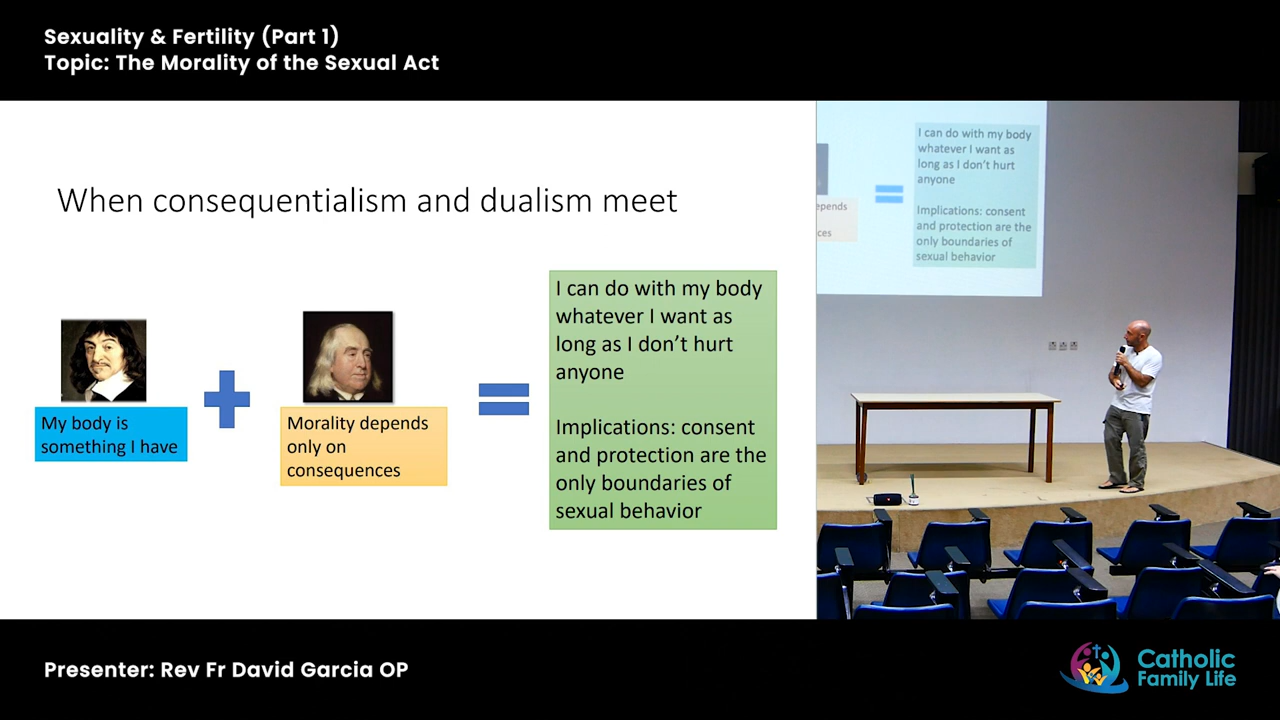 Sexuality & Fertility (Part 1)
Topic: The Morality of the Sexual Act
When consequentialism and dualism meet
My body is
something I have
Morality depends
only on
consequences
I can do with my body
whatever I want as
long as I don't hurt
anyone
Implications: consent
and protection are the
only boundaries of
sexual behavior
I can do with my body
whatever I want as
long as I don't hurt
anyone
Implications: consent
and protection are the
only boundaries of
sexual behavior
epends
ces
Presenter: Rev Fr David Garcia OP
Catholic
Family Life